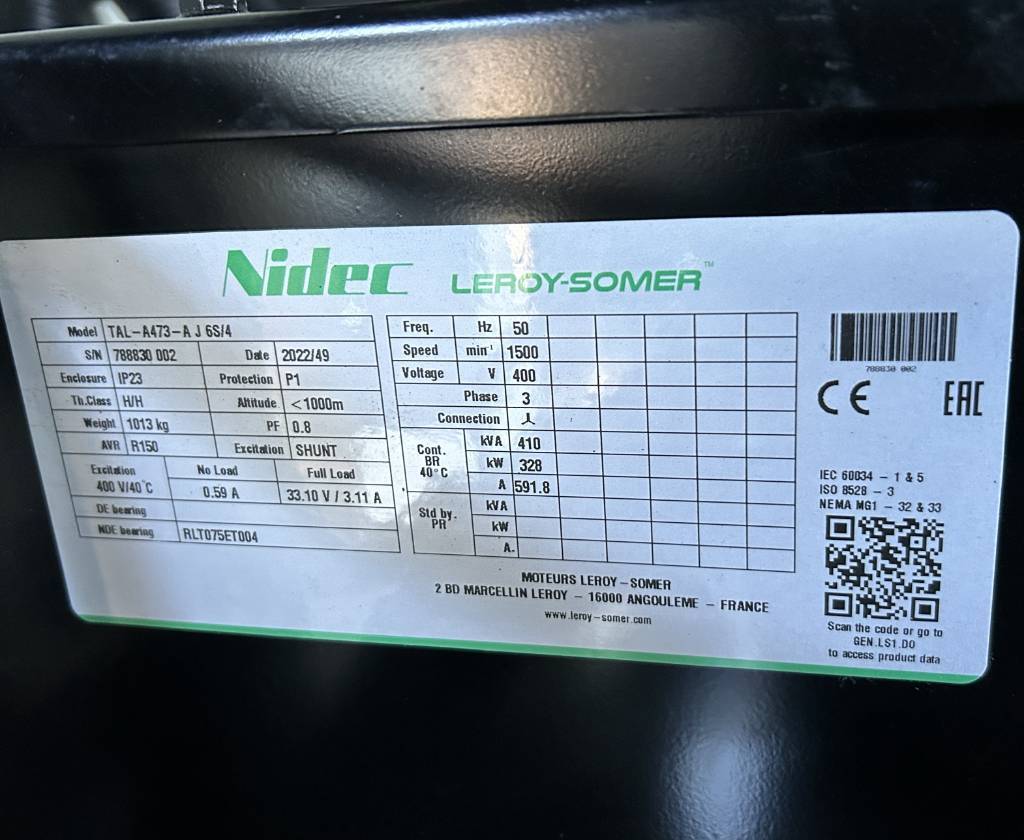 Nidec LEROY-SOMER™
Model TAL-A473-A J 6S/4
S/N 788830 002 Date 2022/49
Enclosure IP23 Protection P1
Th.Class H/H Altitude <1000m
Weight 1013 kg PF 0.8
AVR R150 Excitation SHUNT
Excitation 400 V/40°C No Load Full Load
0.59 A 33.10 V / 3.11 A
DE bearing
NDE bearing RLT075ET004
Freq. Hz 50
Speed min⁻¹ 1500
Voltage V 400
Phase 3
Connection
Cont. BR 40°C kVA 410
kW 328
A 591.8
Std by. PR kVA
kW
A.
MOTEURS LEROY-SOMER
2 BD MARCELLIN LEROY - 16000 ANGOULEME - FRANCE
www.leroy-somer.com
788830 002
CE EAC
IEC 60034 - 1 & 5
ISO 8528 - 3
NEMA MG1 - 32 & 33
Scan the code or go to
GEN.LS1.DO
to access product data